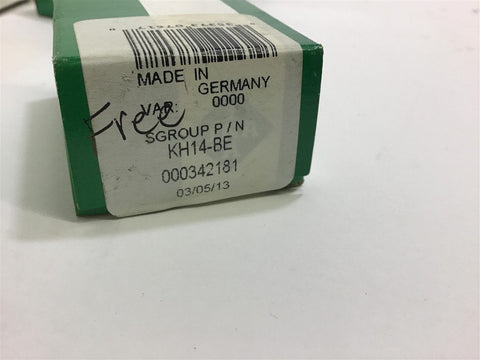 MADE IN
GERMANY
VAR: 0000
Free
SGROUP P/N
KH14-BE
000342181
03/05/13